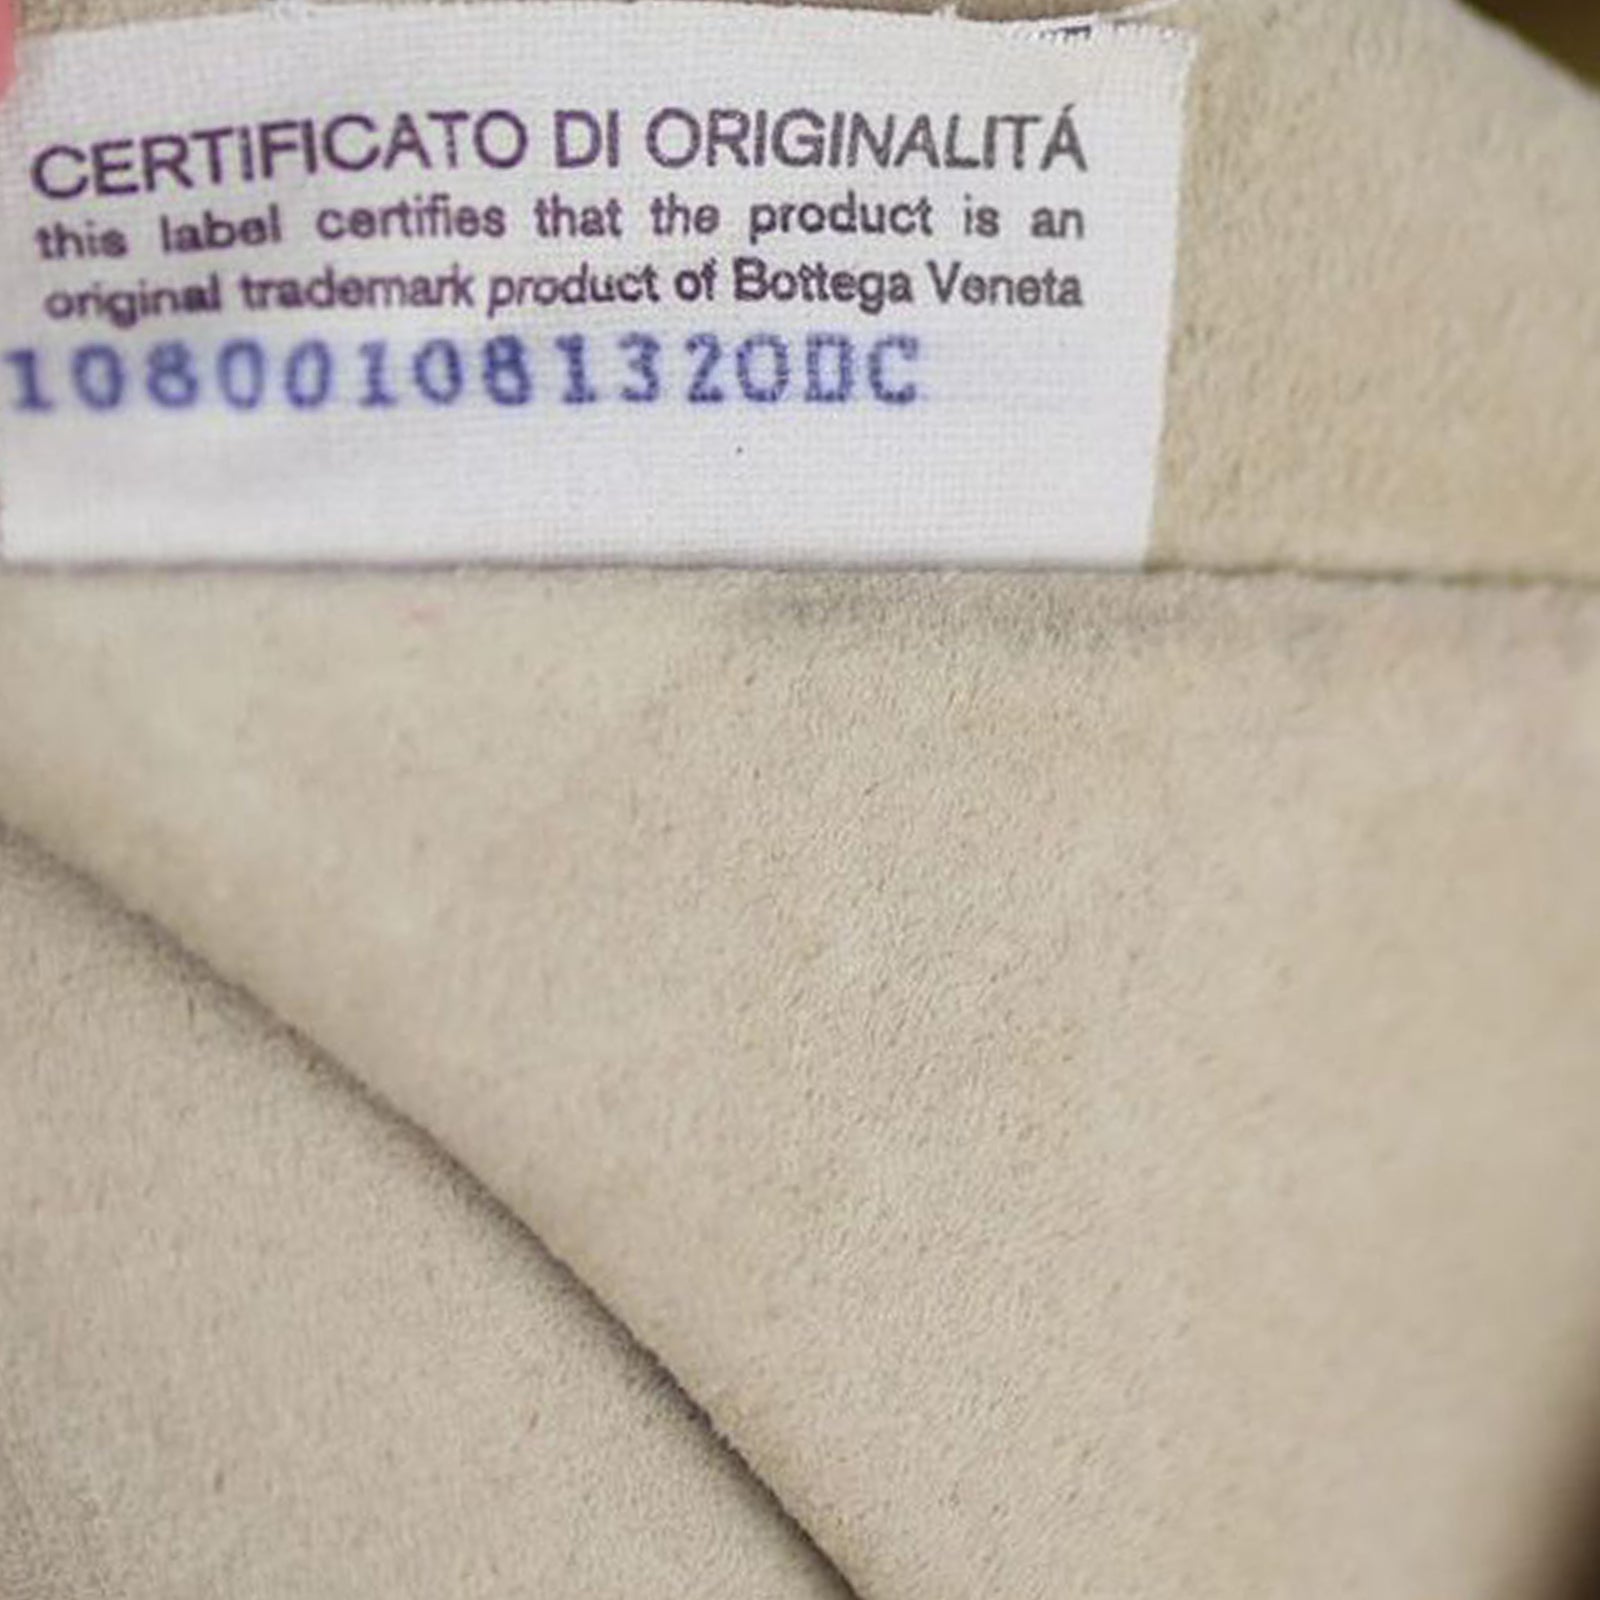 CERTIFICATO DI ORIGINALITÁ
this label certifies that the product is an
original trademark product of Bottega Veneta
10800108132ODC